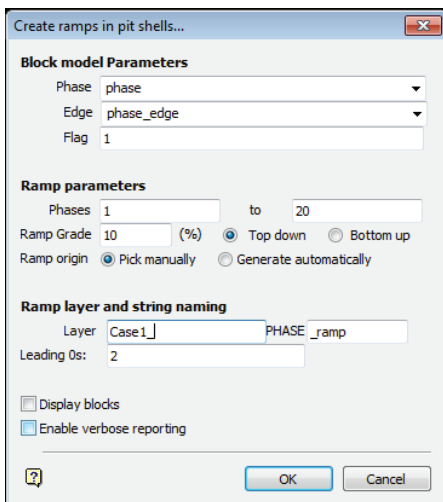 Create ramps in pit shells...
Block model Parameters
Phase phase
Edge phase_edge
Flag 1
Ramp parameters
Phases 1 to 20
Ramp Grade 10 (%) Top down Bottom up
Ramp origin Pick manually Generate automatically
Ramp layer and string naming
Layer Case1_ PHASE _ramp
Leading 0s: 2
Display blocks
Enable verbose reporting
OK Cancel